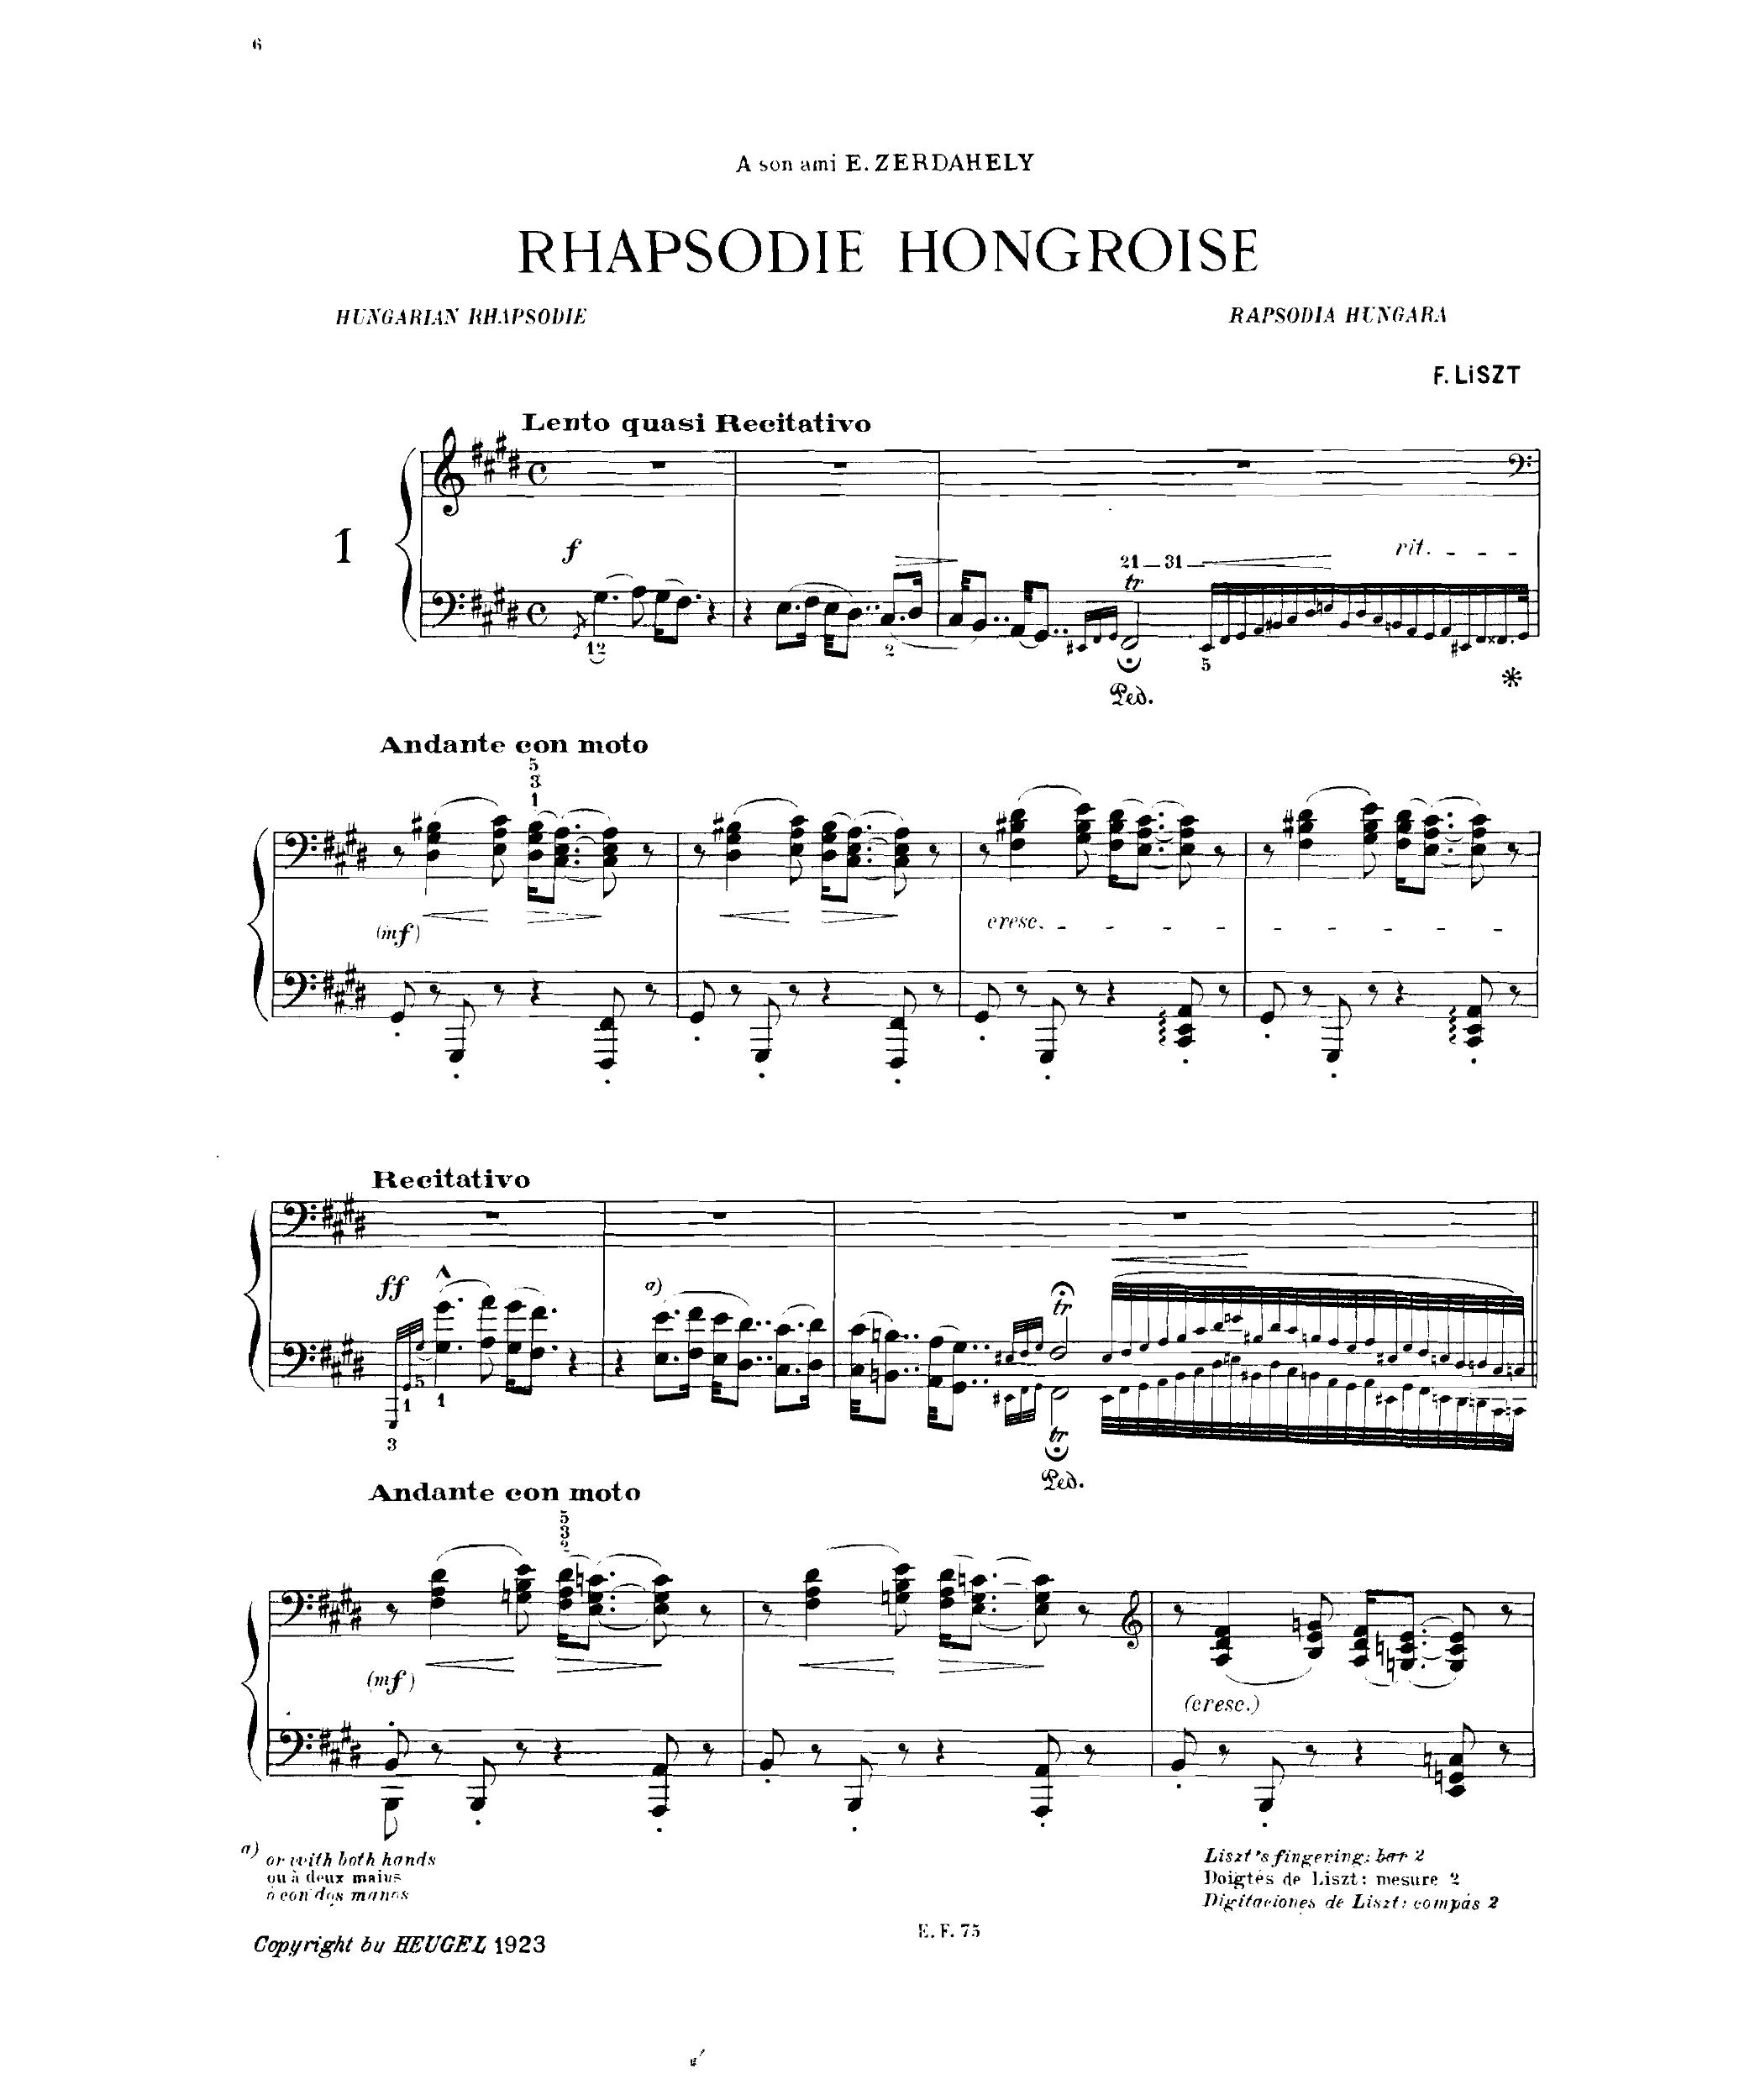 6
A son ami E. ZERDAHELY
RHAPSODIE HONGROISE
HUNGARIAN RHAPSODIE
RAPSODIA HUNGARA
F. LiSZT
Lento quasi Recitativo
1
f
21 — 31
rit.
tr
12
2
5
Ped.
Andante con moto
5
3
1
(mf)
cresc.
Recitativo
ff
a)
tr
5
1
1
3
tr
Ped.
Andante con moto
5
3
2
(mf)
(cresc.)
a) or with both hands
ou à deux mains
ò con dos manos
Liszt's fingering: bar 2
Doigtés de Liszt: mesure 2
Digitaciones de Liszt: compás 2
E. F. 75
Copyright by HEUGEL 1923